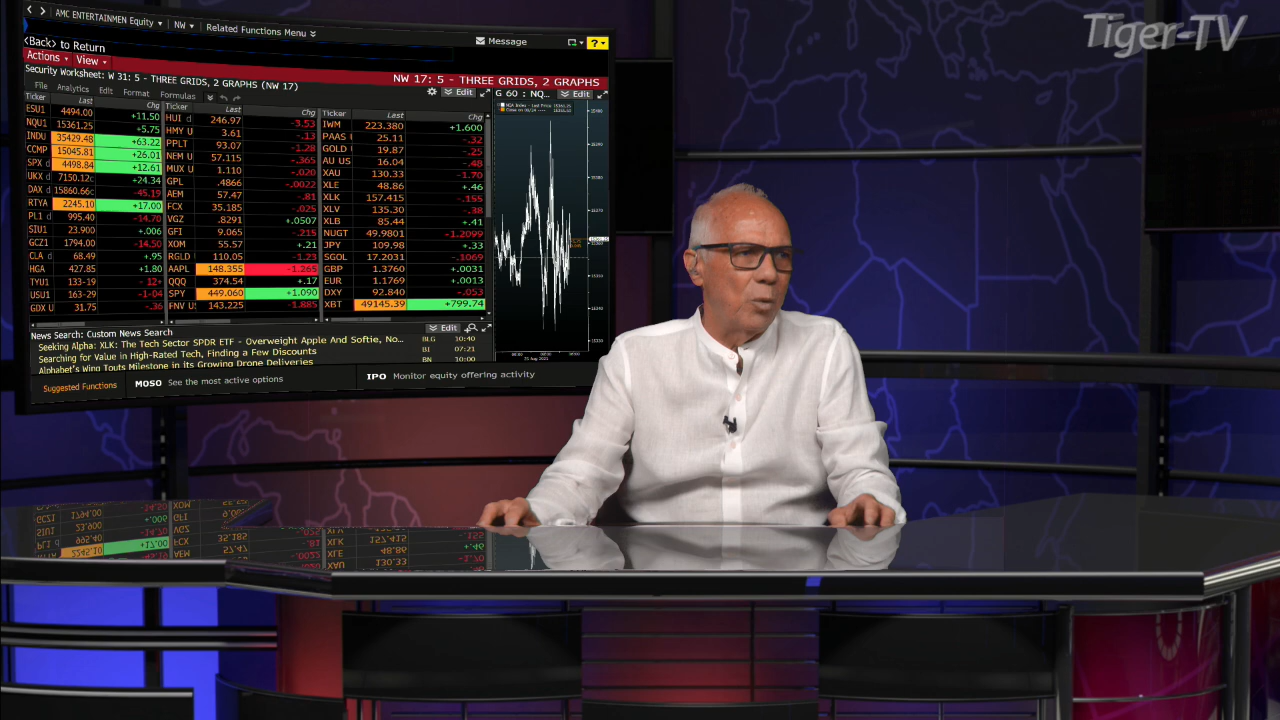 < > AMC ENTERTAINMEN Equity NW Related Functions Menu
Tiger-TV
<Back> to Return
Message
?
Actions View
NW 17: 5 - THREE GRIDS, 2 GRAPHS
Security Worksheet: W 31: 5 - THREE GRIDS, 2 GRAPHS (NW 17)
Edit
G 60 : NQ...
Edit
File Analytics Edit Format Formulas
Ticker Last Chg
ESU1 4494.00 +11.50
NQU1 15361.25 +5.75
INDU 35429.48 +63.22
CCMP 15045.81 +26.01
SPX d 4498.84 +12.61
UKX d 7150.12c +24.34
DAX d 15860.66c -45.19
RTYA 2245.10 +17.00
PL1 d 995.40 -14.70
SIU1 23.900 +.006
GCZ1 1794.00 -14.50
CLA d 68.49 +.95
HGA 427.85 +1.80
TYU1 133-19 -12+
USU1 163-29 -1-04
GDX U 31.75 -.36
Ticker Last Chg
HUI d 246.97 -3.53
HMY U 3.61 -.13
PPLT 93.07 -1.28
NEM U 57.115 -.365
MUX U 1.110 -.020
GPL .4866 -.0022
AEM 57.47 -.81
FCX 35.185 -.025
VGZ .8291 +.0507
GFI 9.065 -.215
XOM 55.57 +.21
RGLD 110.05 -1.23
AAPL 148.355 -1.265
QQQ 374.54 +.17
SPY 449.060 +1.090
FNV U 143.225 -1.885
Ticker Last Chg
IWM 223.380 +1.600
PAAS 25.11 -.32
GOLD 19.87 -.25
AU US 16.04 -.48
XAU 130.33 -1.70
XLE 48.86 +.46
XLK 157.415 -.155
XLV 135.30 -.38
XLB 85.44 +.41
NUGT 49.9801 -1.2099
JPY 109.98 +.33
SGOL 17.2031 -.1069
GBP 1.3760 +.0031
EUR 1.1769 +.0013
DXY 92.840 -.053
XBT 49145.39 +799.74
News Search: Custom News Search
Edit
Seeking Alpha: XLK: The Tech Sector SPDR ETF - Overweight Apple And Softie, No... BLG 10:40
Searching for Value in High-Rated Tech, Finding a Few Discounts BI 07:21
Alphabet's Wing Touts Milestone in its Growing Drone Deliveries BN 10:00
Suggested Functions MOSO See the most active options IPO Monitor equity offering activity